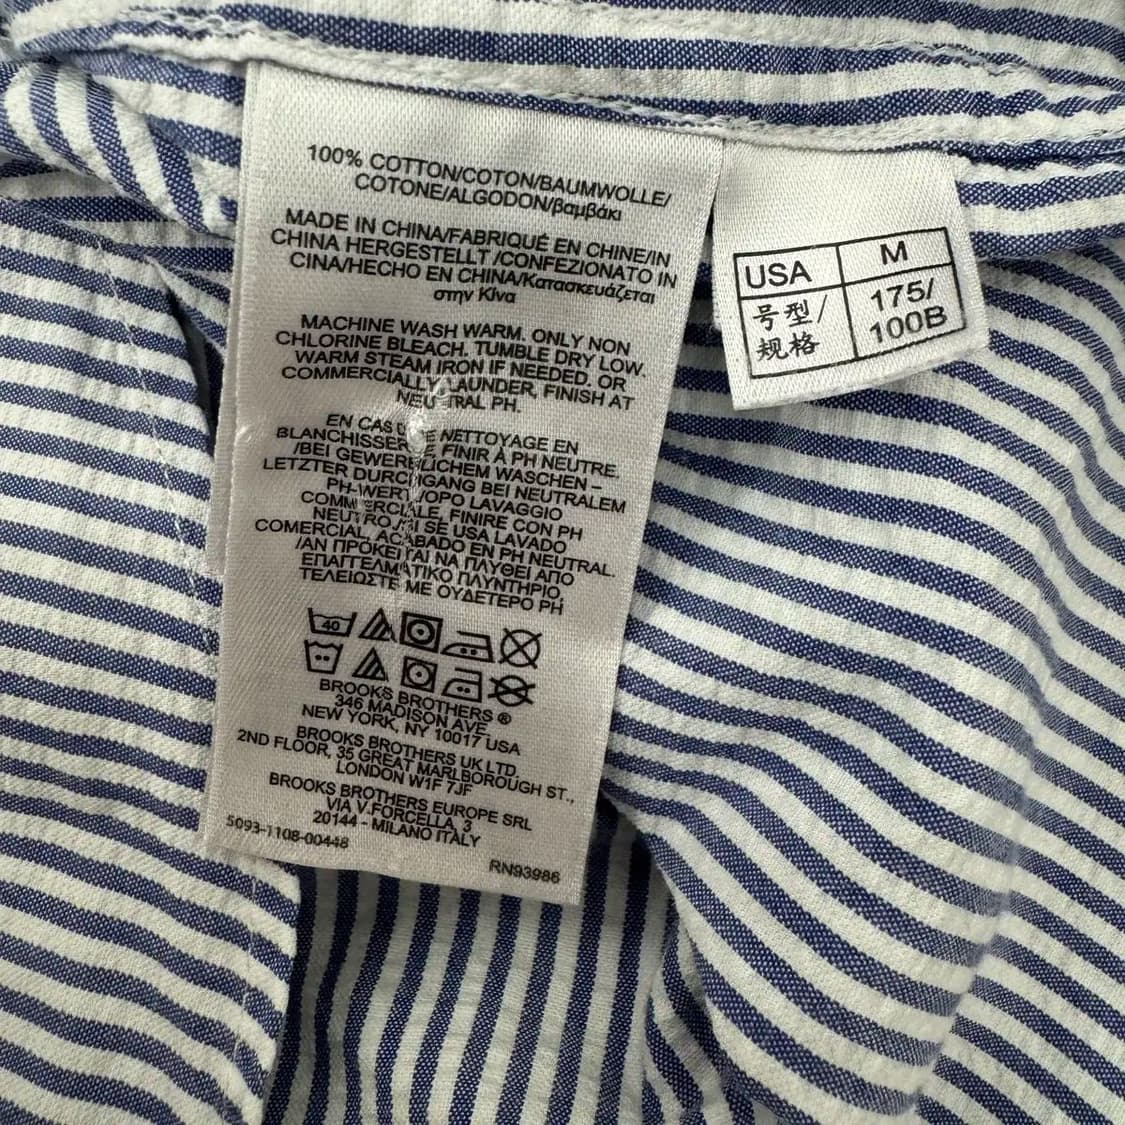 100% COTTON/COTON/BAUMWOLLE/
COTONE/ALGODON/βαμβάκι
MADE IN CHINA/FABRIQUÉ EN CHINE/IN
CHINA HERGESTELLT /CONFEZIONATO IN
CINA/HECHO EN CHINA/Κατασκευάζεται
στην Κίνα
MACHINE WASH WARM. ONLY NON
CHLORINE BLEACH. TUMBLE DRY LOW.
WARM STEAM IRON IF NEEDED. OR
COMMERCIALLY LAUNDER, FINISH AT
NEUTRAL PH.
EN CAS DE NETTOYAGE EN
BLANCHISSERIE, FINIR À PH NEUTRE.
/BEI GEWERBLICHEM WASCHEN –
LETZTER DURCHGANG BEI NEUTRALEM
PH-WERT /OPO LAVAGGIO
COMMERCIALE, FINIRE CON PH
NEUTRO /SI SE USA LAVADO
COMERCIAL, ACABADO EN PH NEUTRAL.
/ΑΝ ΠΡΟΚΕΙΤΑΙ ΝΑ ΠΛΥΘΕΙ ΑΠΟ
ΕΠΑΓΓΕΛΜΑΤΙΚΟ ΠΛΥΝΤΗΡΙΟ,
ΤΕΛΕΙΩΣΤΕ ΜΕ ΟΥΔΕΤΕΡΟ PH
40
BROOKS BROTHERS ®
346 MADISON AVE.
NEW YORK, NY 10017 USA
BROOKS BROTHERS UK LTD.
2ND FLOOR, 35 GREAT MARLBOROUGH ST.,
LONDON W1F 7JF
BROOKS BROTHERS EUROPE SRL
VIA V.FORCELLA, 3
20144 - MILANO ITALY
5093-1108-00448
RN93986
USA M
号型/ 175/
规格 100B